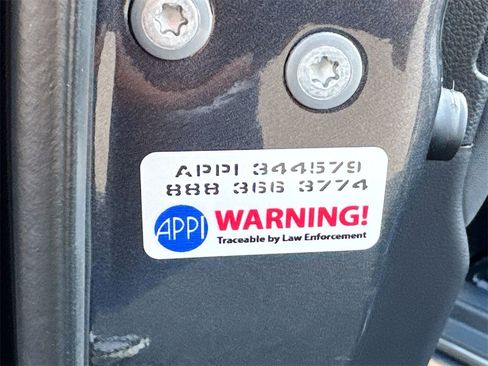 APPI 344579
888 366 3774
APPI WARNING!
Traceable by Law Enforcement